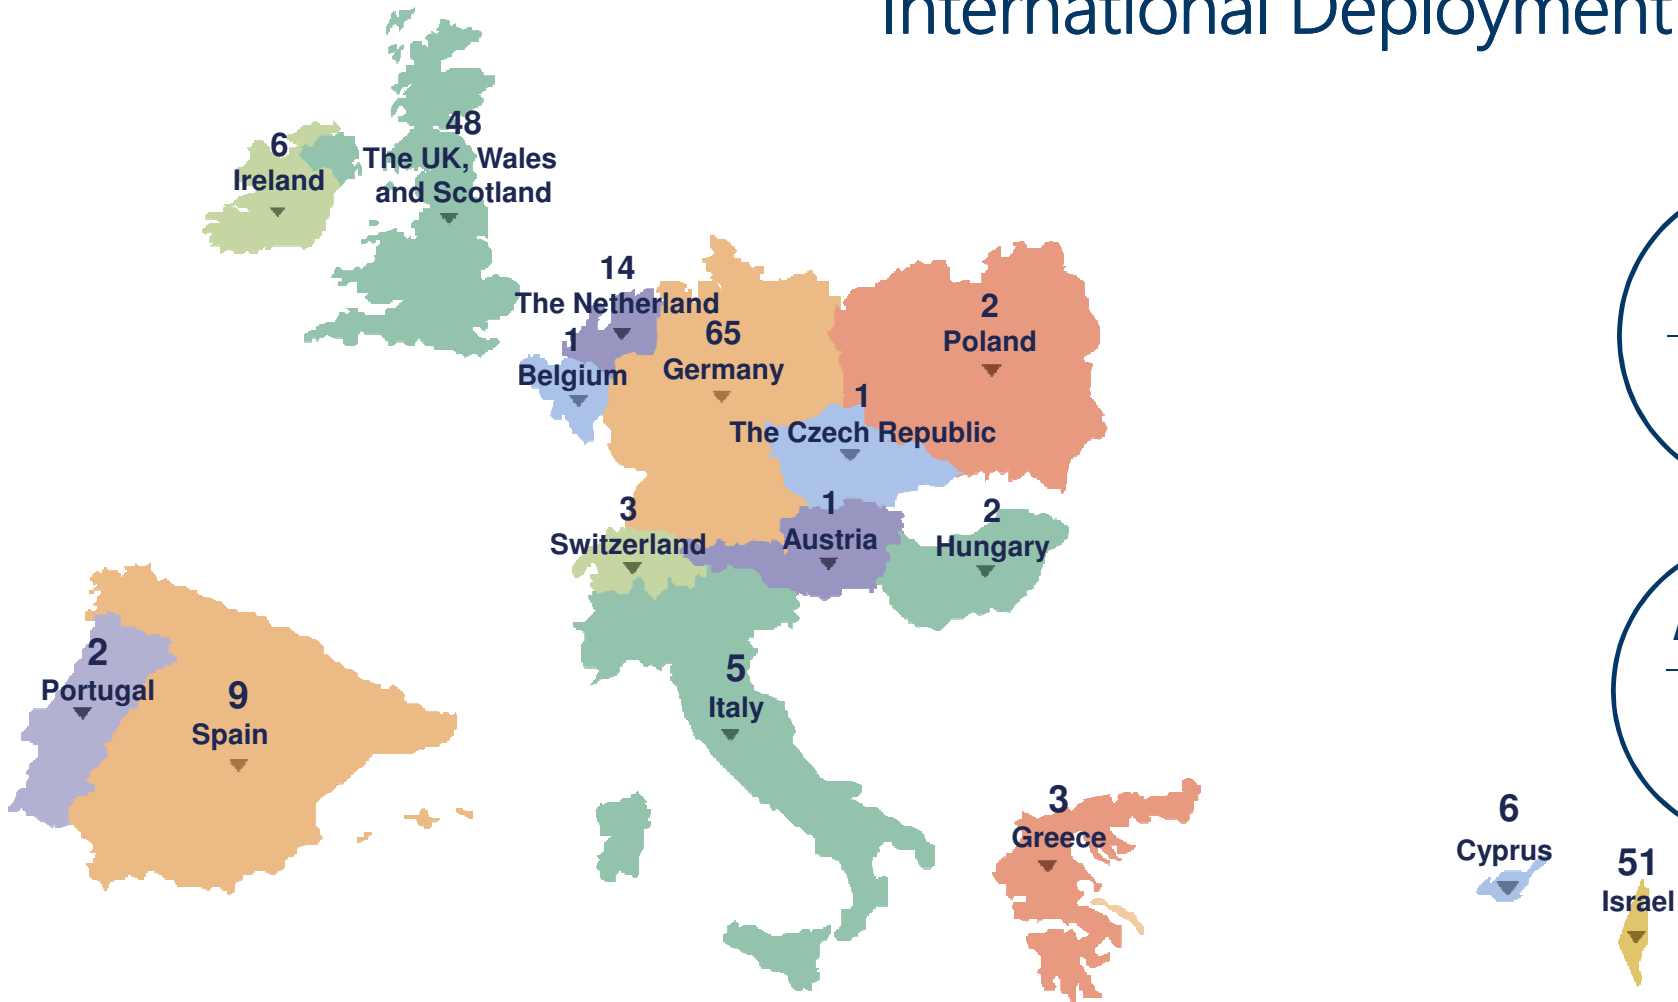 International Deployment
48
The UK, Wales
and Scotland
6
Ireland
14
The Netherland
1
Belgium
65
Germany
2
Poland
1
The Czech Republic
3
Switzerland
1
Austria
2
Hungary
2
Portugal
9
Spain
5
Italy
3
Greece
6
Cyprus
51
Israel